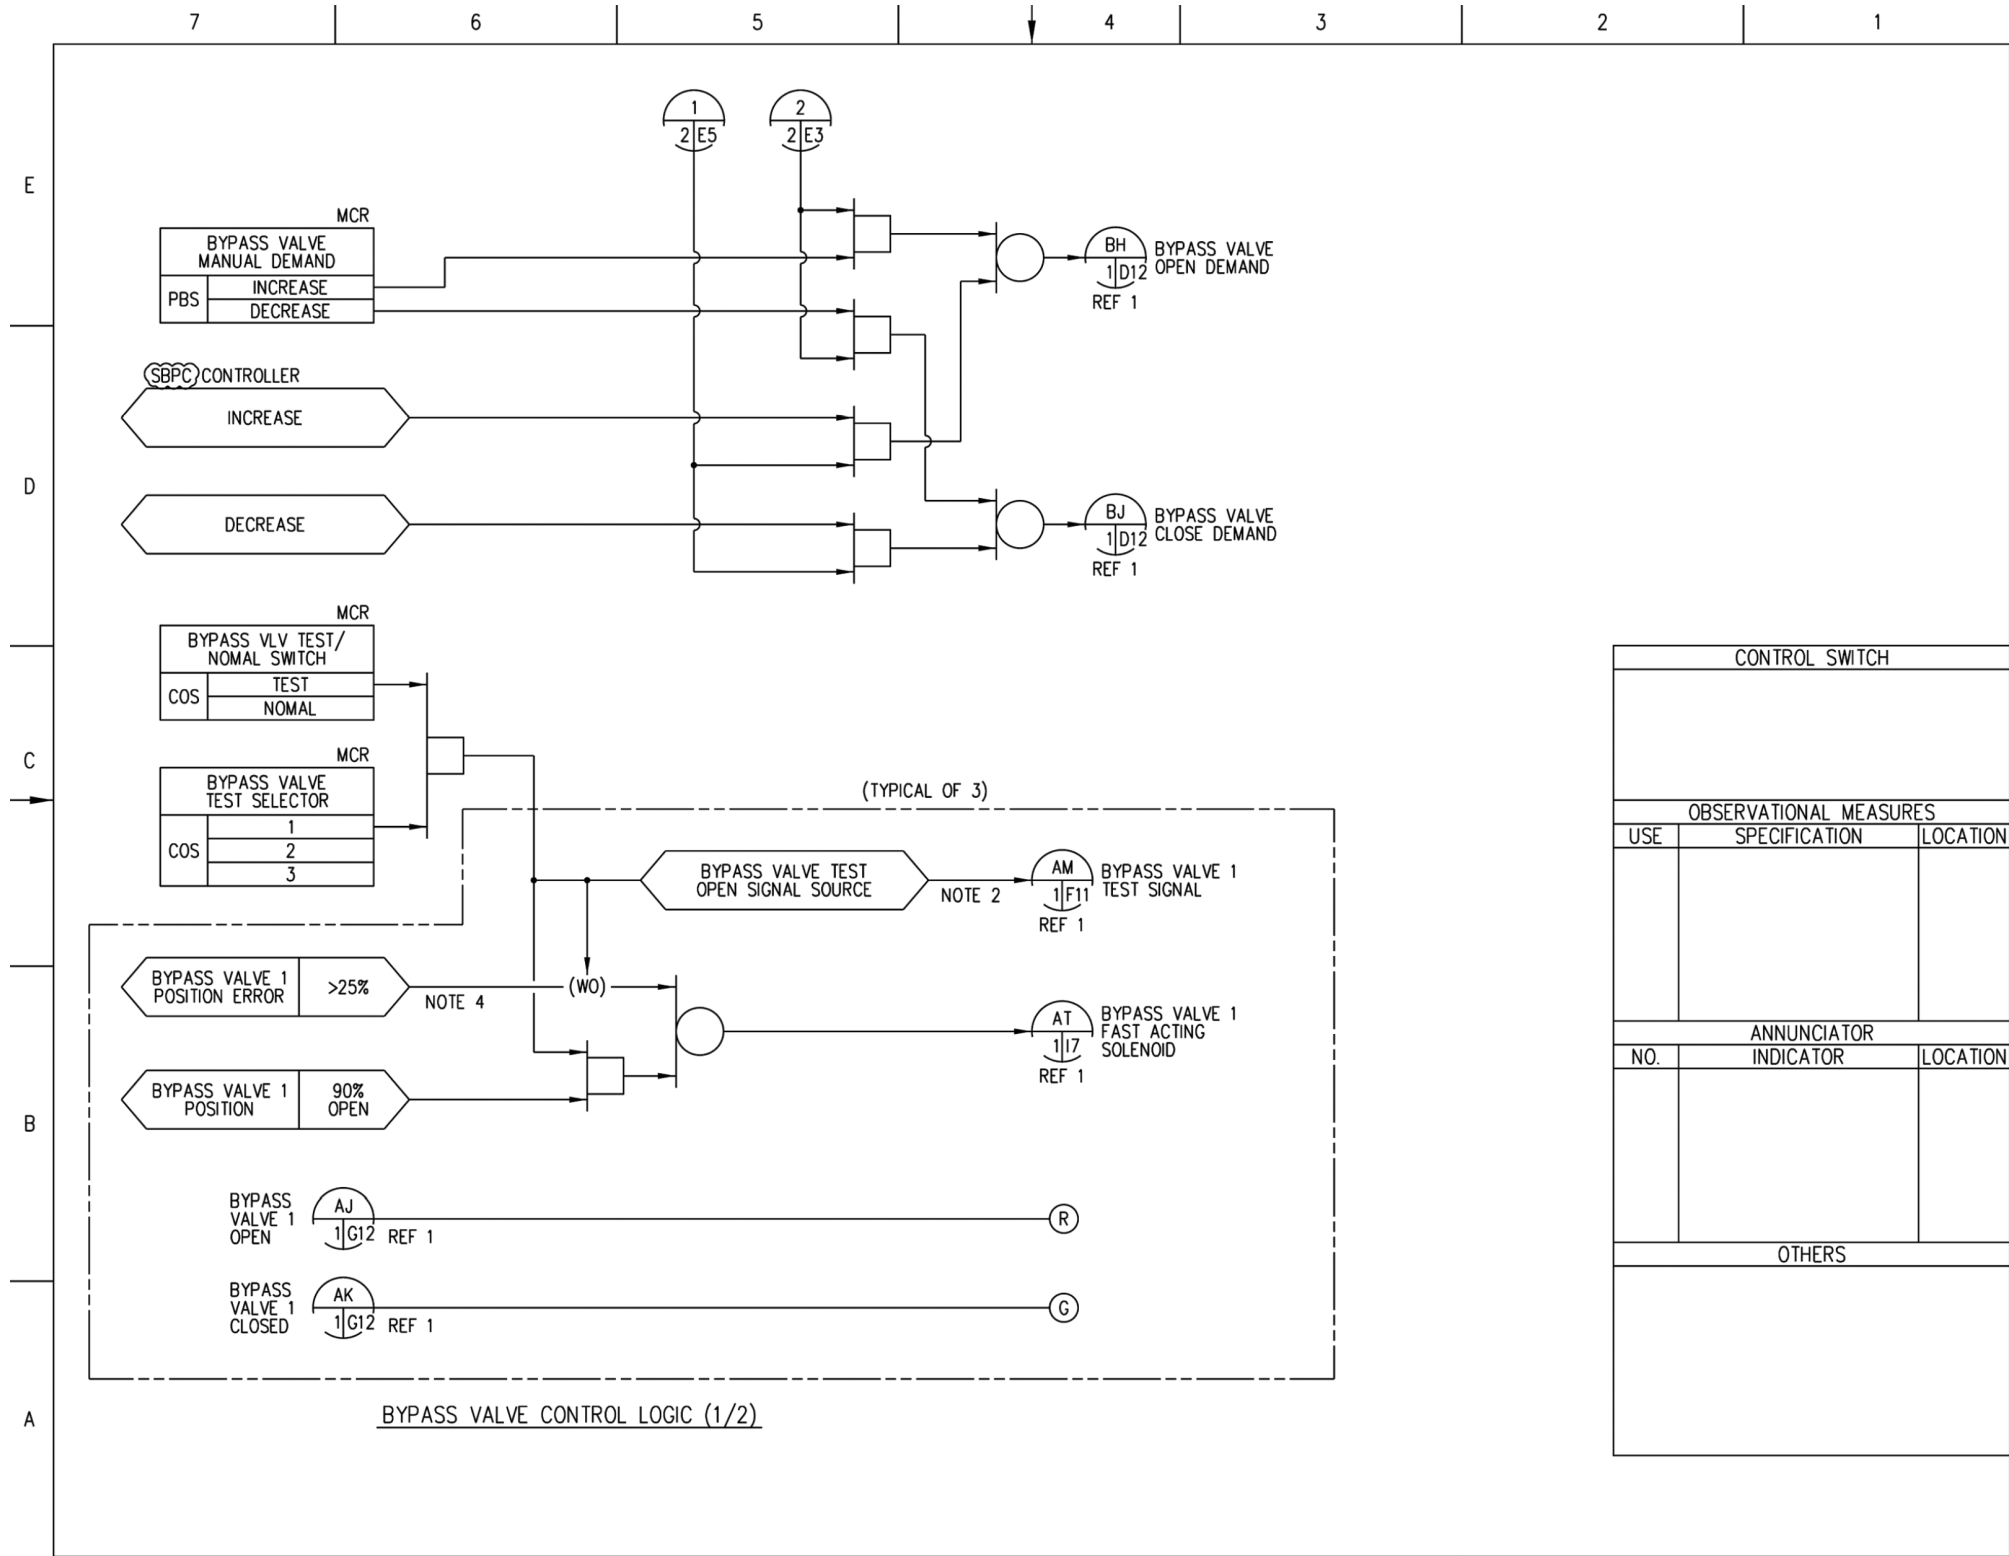 7 6 5 4 3 2 1
E
D
C
B
A
1
2 E5
2
2 E3
MCR
BYPASS VALVE
MANUAL DEMAND
PBS
INCREASE
DECREASE
BH
1 D12
REF 1
BYPASS VALVE
OPEN DEMAND
SBPC CONTROLLER
INCREASE
DECREASE
BJ
1 D12
REF 1
BYPASS VALVE
CLOSE DEMAND
MCR
BYPASS VLV TEST/
NOMAL SWITCH
COS
TEST
NOMAL
MCR
BYPASS VALVE
TEST SELECTOR
COS
1
2
3
(TYPICAL OF 3)
BYPASS VALVE TEST
OPEN SIGNAL SOURCE
NOTE 2
AM
1 F11
REF 1
BYPASS VALVE 1
TEST SIGNAL
BYPASS VALVE 1
POSITION ERROR
>25%
NOTE 4
(WO)
AT
1 I7
REF 1
BYPASS VALVE 1
FAST ACTING
SOLENOID
BYPASS VALVE 1
POSITION
90%
OPEN
BYPASS
VALVE 1
OPEN
AJ
1 G12
REF 1
R
BYPASS
VALVE 1
CLOSED
AK
1 G12
REF 1
G
BYPASS VALVE CONTROL LOGIC (1/2)
CONTROL SWITCH
OBSERVATIONAL MEASURES
USE SPECIFICATION LOCATION
ANNUNCIATOR
NO. INDICATOR LOCATION
OTHERS